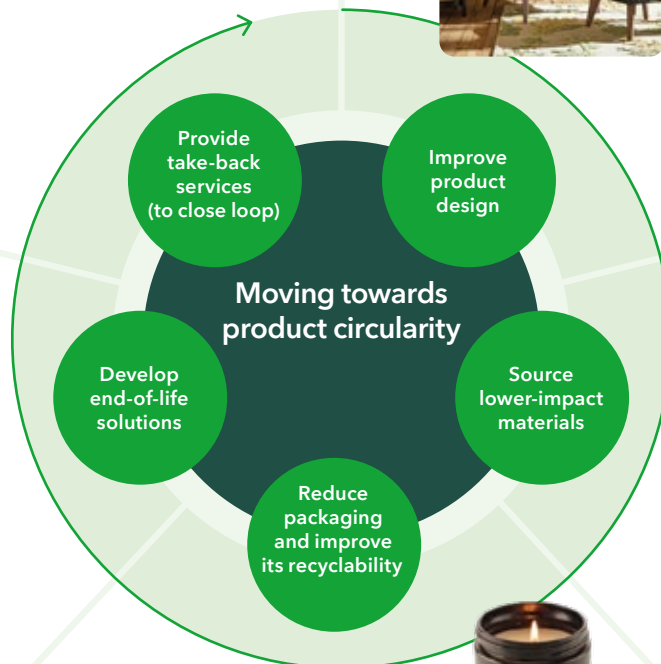 Provide
take-back
services
(to close loop)
Improve
product
design
Moving towards
product circularity
Develop
end-of-life
solutions
Source
lower-impact
materials
Reduce
packaging
and improve
its recyclability